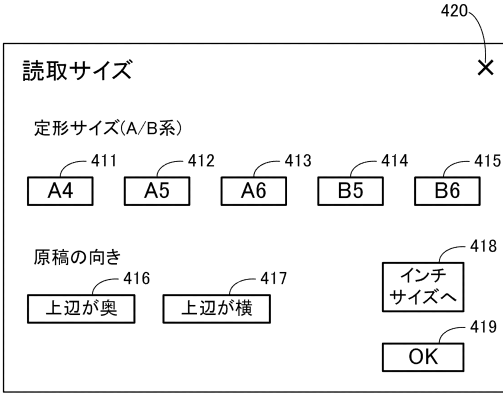 420
読取サイズ
×
定形サイズ(A/B系)
411 412 413 414 415
A4 A5 A6 B5 B6
原稿の向き
416 417 418
上辺が奥 上辺が横
インチ
サイズへ
419
OK